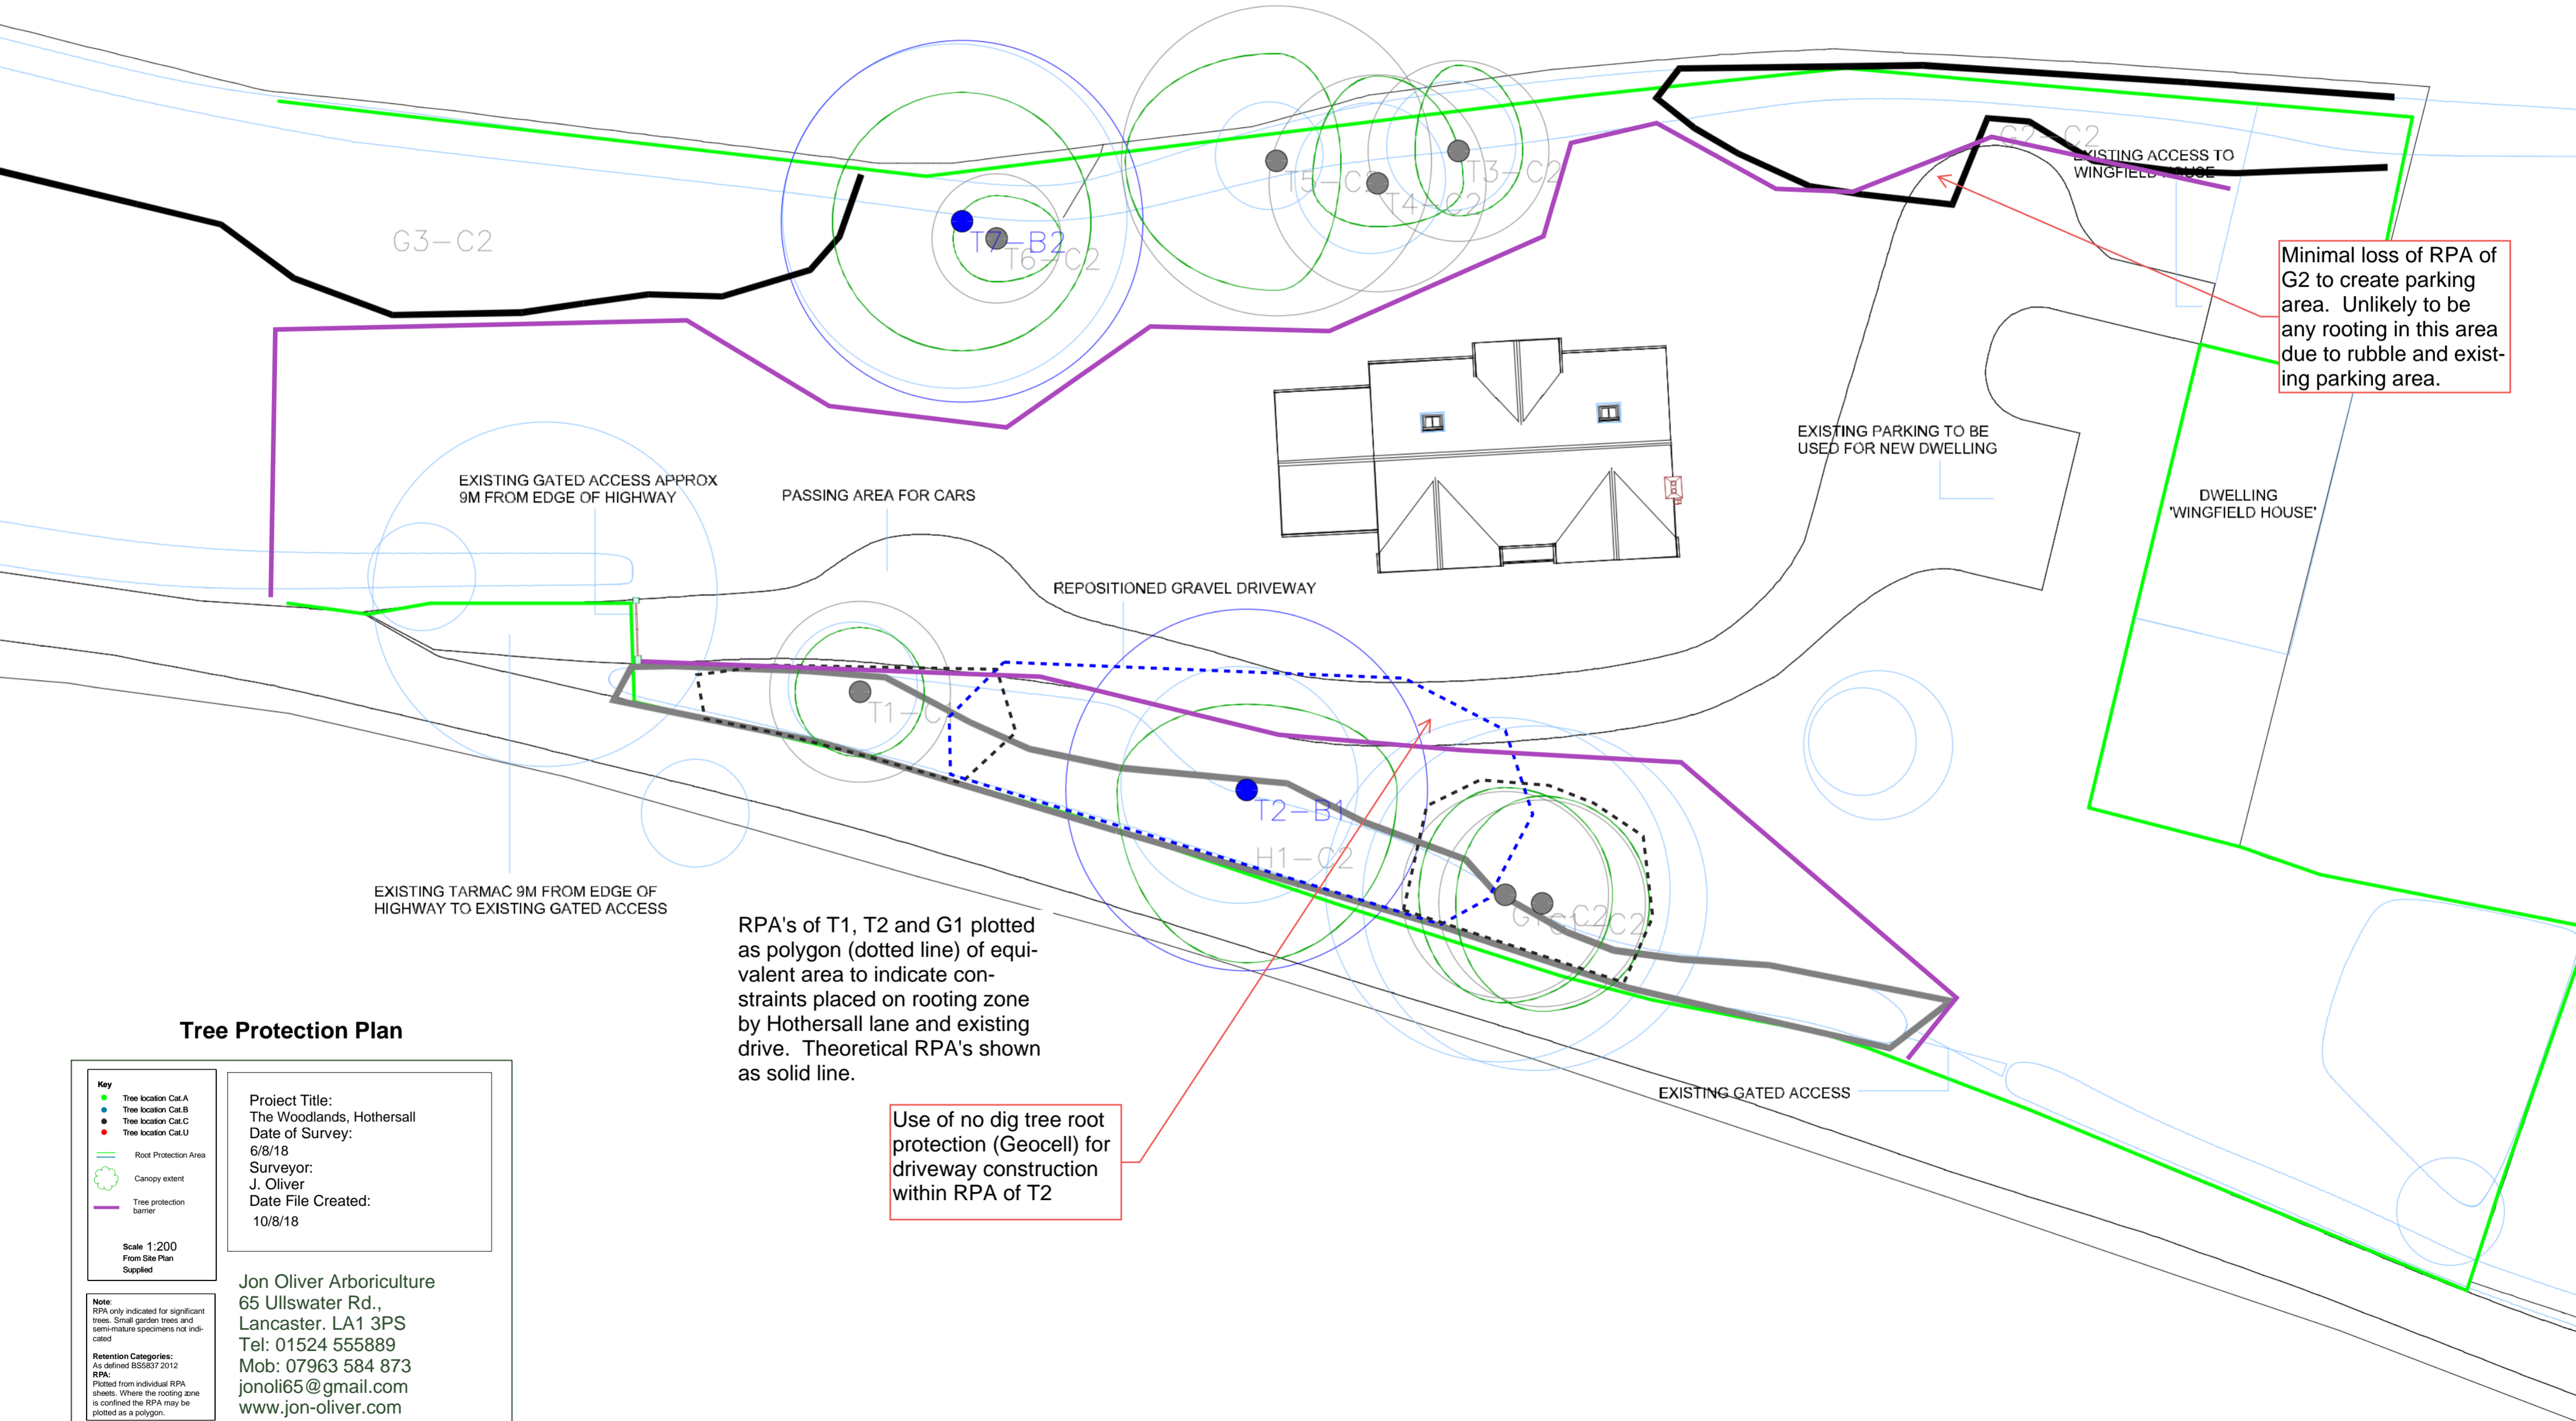 G3-C2
T7-B2
T6-C2
T5-C2
T4-C2
T3-C2
G2-C2
EXISTING ACCESS TO
WINGFIELD HOUSE
Minimal loss of RPA of
G2 to create parking
area. Unlikely to be
any rooting in this area
due to rubble and exist-
ing parking area.
EXISTING GATED ACCESS APPROX
9M FROM EDGE OF HIGHWAY
PASSING AREA FOR CARS
EXISTING PARKING TO BE
USED FOR NEW DWELLING
DWELLING
'WINGFIELD HOUSE'
REPOSITIONED GRAVEL DRIVEWAY
T2-B1
H1-C2
EXISTING TARMAC 9M FROM EDGE OF
HIGHWAY TO EXISTING GATED ACCESS
RPA's of T1, T2 and G1 plotted
as polygon (dotted line) of equi-
valent area to indicate con-
straints placed on rooting zone
by Hothersall lane and existing
drive. Theoretical RPA's shown
as solid line.
Use of no dig tree root
protection (Geocell) for
driveway construction
within RPA of T2
EXISTING GATED ACCESS
Tree Protection Plan
Key
Tree location Cat.A
Tree location Cat.B
Tree location Cat.C
Tree location Cat.U
Root Protection Area
Canopy extent
Tree protection
barrier
Scale 1:200
From Site Plan
Supplied
Project Title:
The Woodlands, Hothersall
Date of Survey:
6/8/18
Surveyor:
J. Oliver
Date File Created:
10/8/18
Note:
RPA only indicated for significant
trees. Small garden trees and
semi-mature specimens not indi-
cated
Retention Categories:
As defined BS5837 2012
RPA:
Plotted from individual RPA
sheets. Where the rooting zone
is confined the RPA may be
plotted as a polygon.
Jon Oliver Arboriculture
65 Ullswater Rd.,
Lancaster. LA1 3PS
Tel: 01524 555889
Mob: 07963 584 873
jonoli65@gmail.com
www.jon-oliver.com